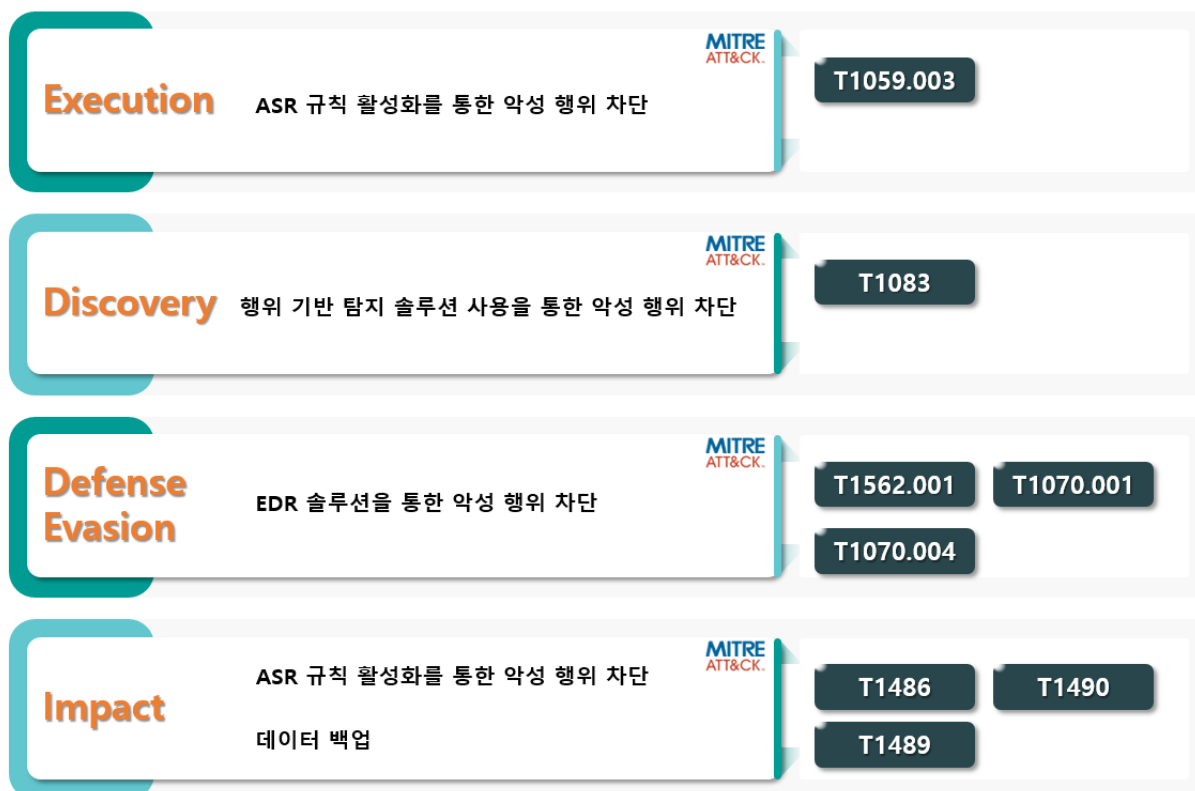 MITRE
ATT&CK.
Execution
ASR 규칙 활성화를 통한 악성 행위 차단
T1059.003
MITRE
ATT&CK.
Discovery
행위 기반 탐지 솔루션 사용을 통한 악성 행위 차단
T1083
MITRE
ATT&CK.
Defense
Evasion
EDR 솔루션을 통한 악성 행위 차단
T1562.001 T1070.001
T1070.004
MITRE
ATT&CK.
Impact
ASR 규칙 활성화를 통한 악성 행위 차단
데이터 백업
T1486 T1490
T1489